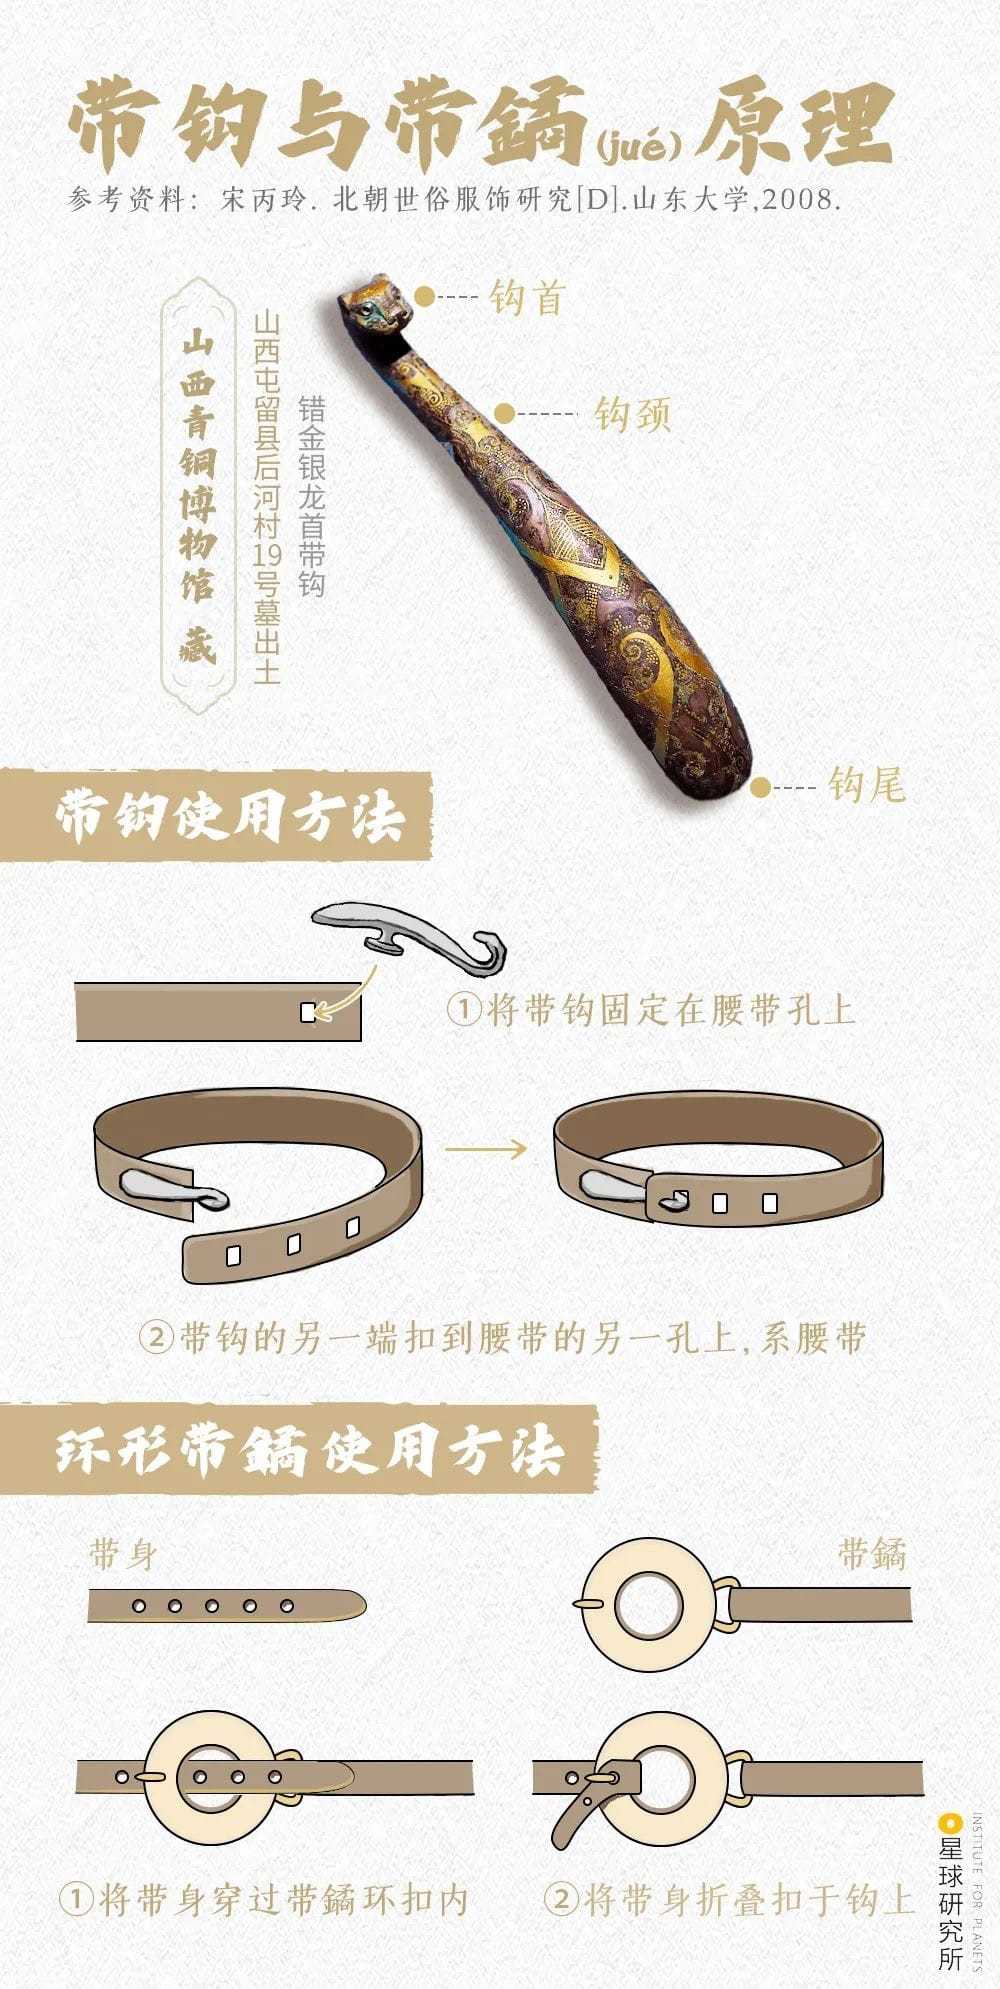 带钩与带鐍(jué)原理
参考资料：宋丙玲. 北朝世俗服饰研究[D].山东大学,2008.
钩首
钩颈
钩尾
错金银龙首带钩
山西屯留县后河村19号墓出土
山西青铜博物馆 藏
带钩使用方法
①将带钩固定在腰带孔上
②带钩的另一端扣到腰带的另一孔上,系腰带
环形带鐍使用方法
带身
带鐍
①将带身穿过带鐍环扣内
②将带身折叠扣于钩上
星球研究所
INSTITUTE FOR PLANETS